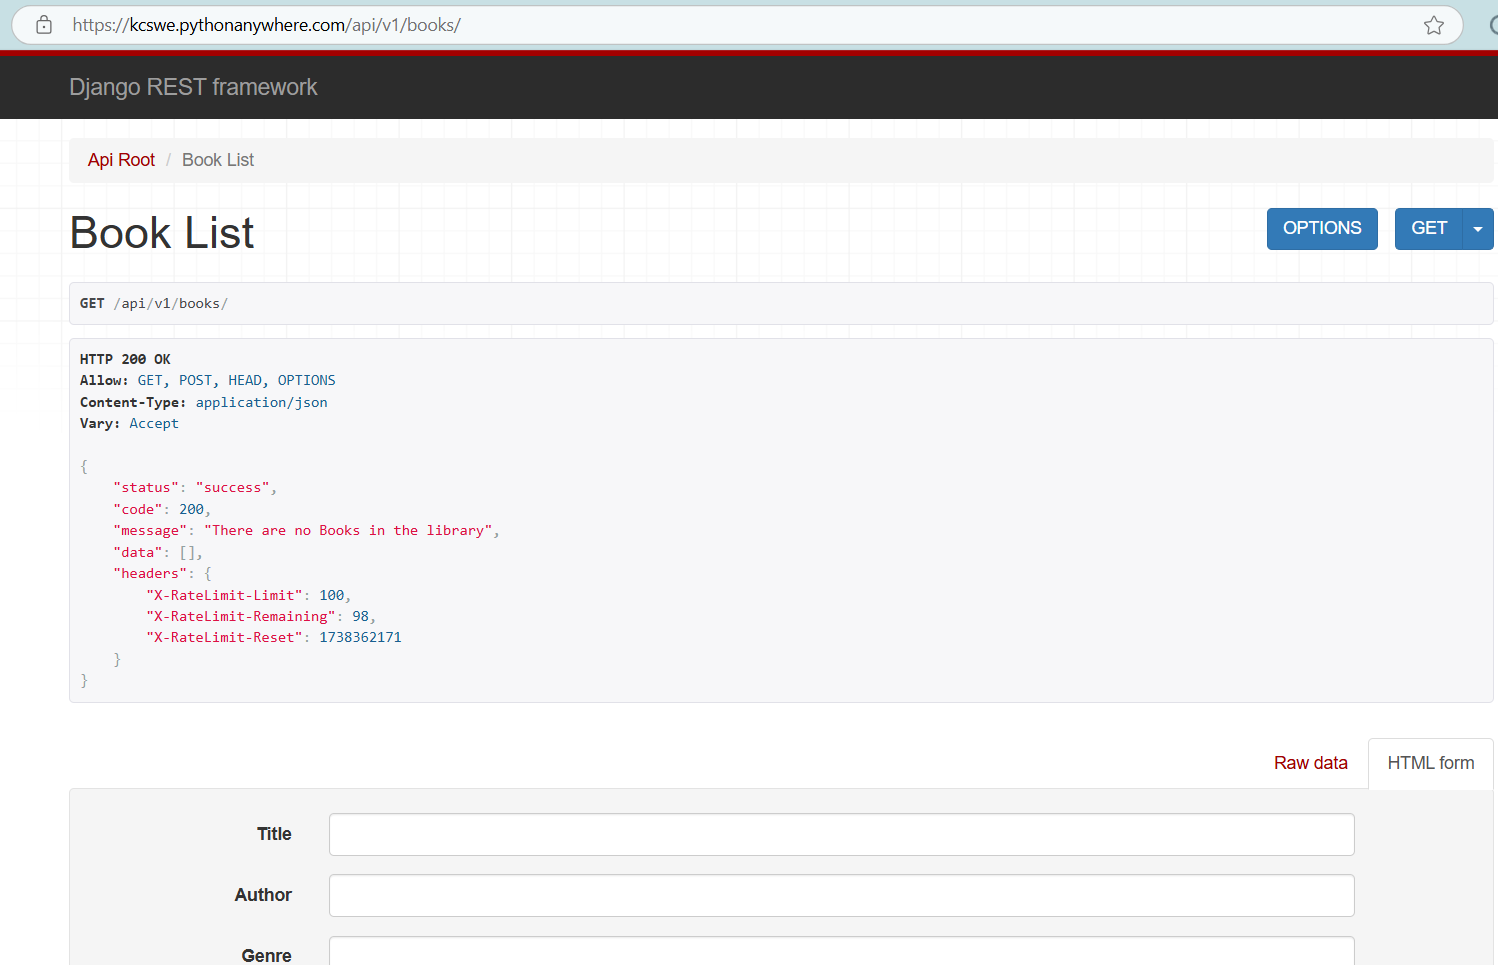 https://kcswe.pythonanywhere.com/api/v1/books/
Django REST framework
Api Root / Book List
Book List
OPTIONS
GET
GET /api/v1/books/
HTTP 200 OK
Allow: GET, POST, HEAD, OPTIONS
Content-Type: application/json
Vary: Accept
{
    "status": "success",
    "code": 200,
    "message": "There are no Books in the library",
    "data": [],
    "headers": {
        "X-RateLimit-Limit": 100,
        "X-RateLimit-Remaining": 98,
        "X-RateLimit-Reset": 1738362171
    }
}
Raw data
HTML form
Title
Author
Genre